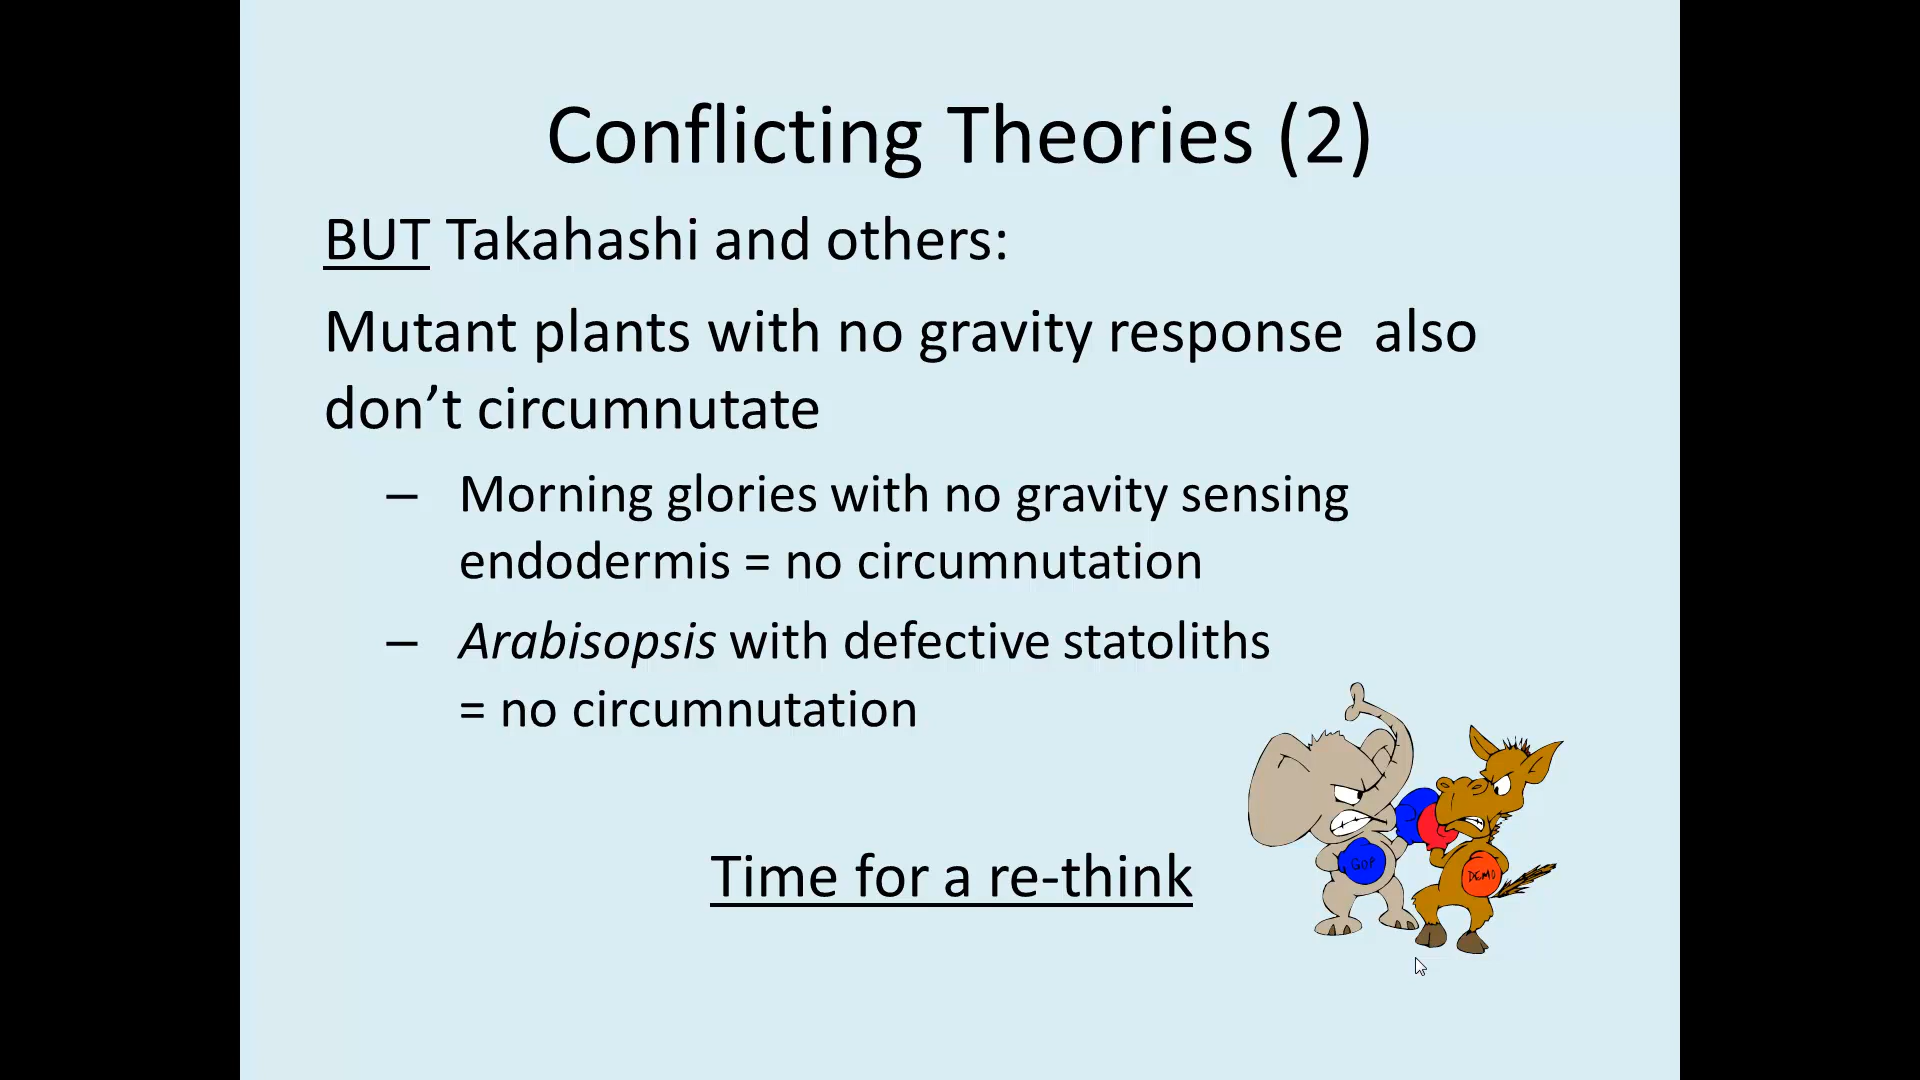 Conflicting Theories (2)
BUT Takahashi and others:
Mutant plants with no gravity response  also
don’t circumnutate
– Morning glories with no gravity sensing
endodermis = no circumnutation
– Arabisopsis with defective statoliths
= no circumnutation
GOP
DEMO
Time for a re-think